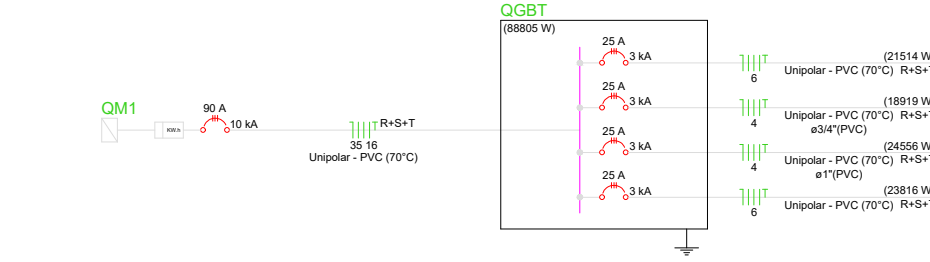 QGBT
(88805 W)
QM1
KW.h
90 A
10 kA
R+S+T
35 16
Unipolar - PVC (70°C)
25 A
3 kA
6
(21514 W
Unipolar - PVC (70°C) R+S+T
25 A
3 kA
4
(18919 W
Unipolar - PVC (70°C) R+S+T
ø3/4"(PVC)
25 A
3 kA
4
(24556 W
Unipolar - PVC (70°C) R+S+T
ø1"(PVC)
25 A
3 kA
6
(23816 W
Unipolar - PVC (70°C) R+S+T